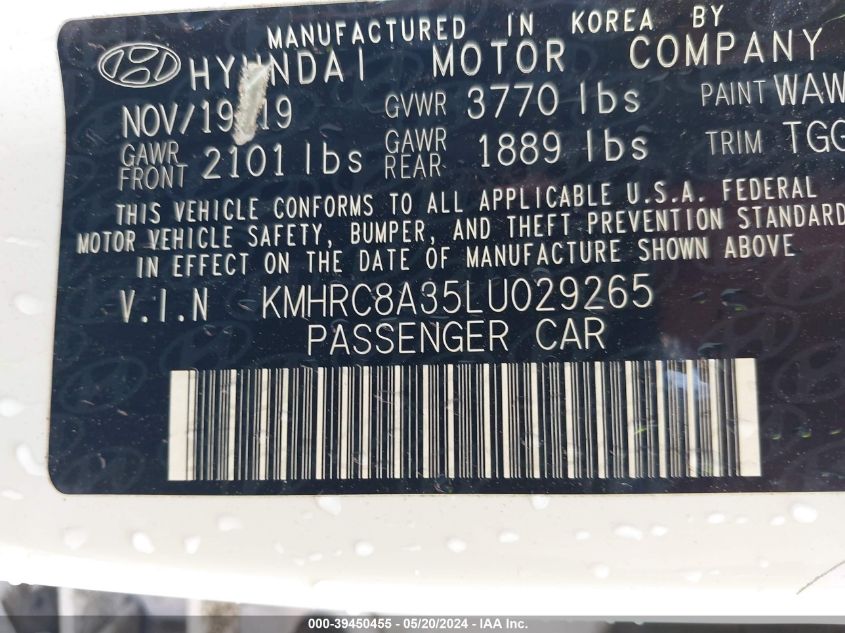 MANUFACTURED IN KOREA BY
HYUNDAI MOTOR COMPANY
NOV/19/19 GVWR 3770 lbs PAINT WAW
GAWR FRONT 2101 lbs GAWR REAR 1889 lbs TRIM TGG
THIS VEHICLE CONFORMS TO ALL APPLICABLE U.S.A. FEDERAL
MOTOR VEHICLE SAFETY, BUMPER, AND THEFT PREVENTION STANDARD
IN EFFECT ON THE DATE OF MANUFACTURE SHOWN ABOVE
V.I.N KMHRC8A35LU029265
PASSENGER CAR
000-39450455 - 05/20/2024 - IAA Inc.